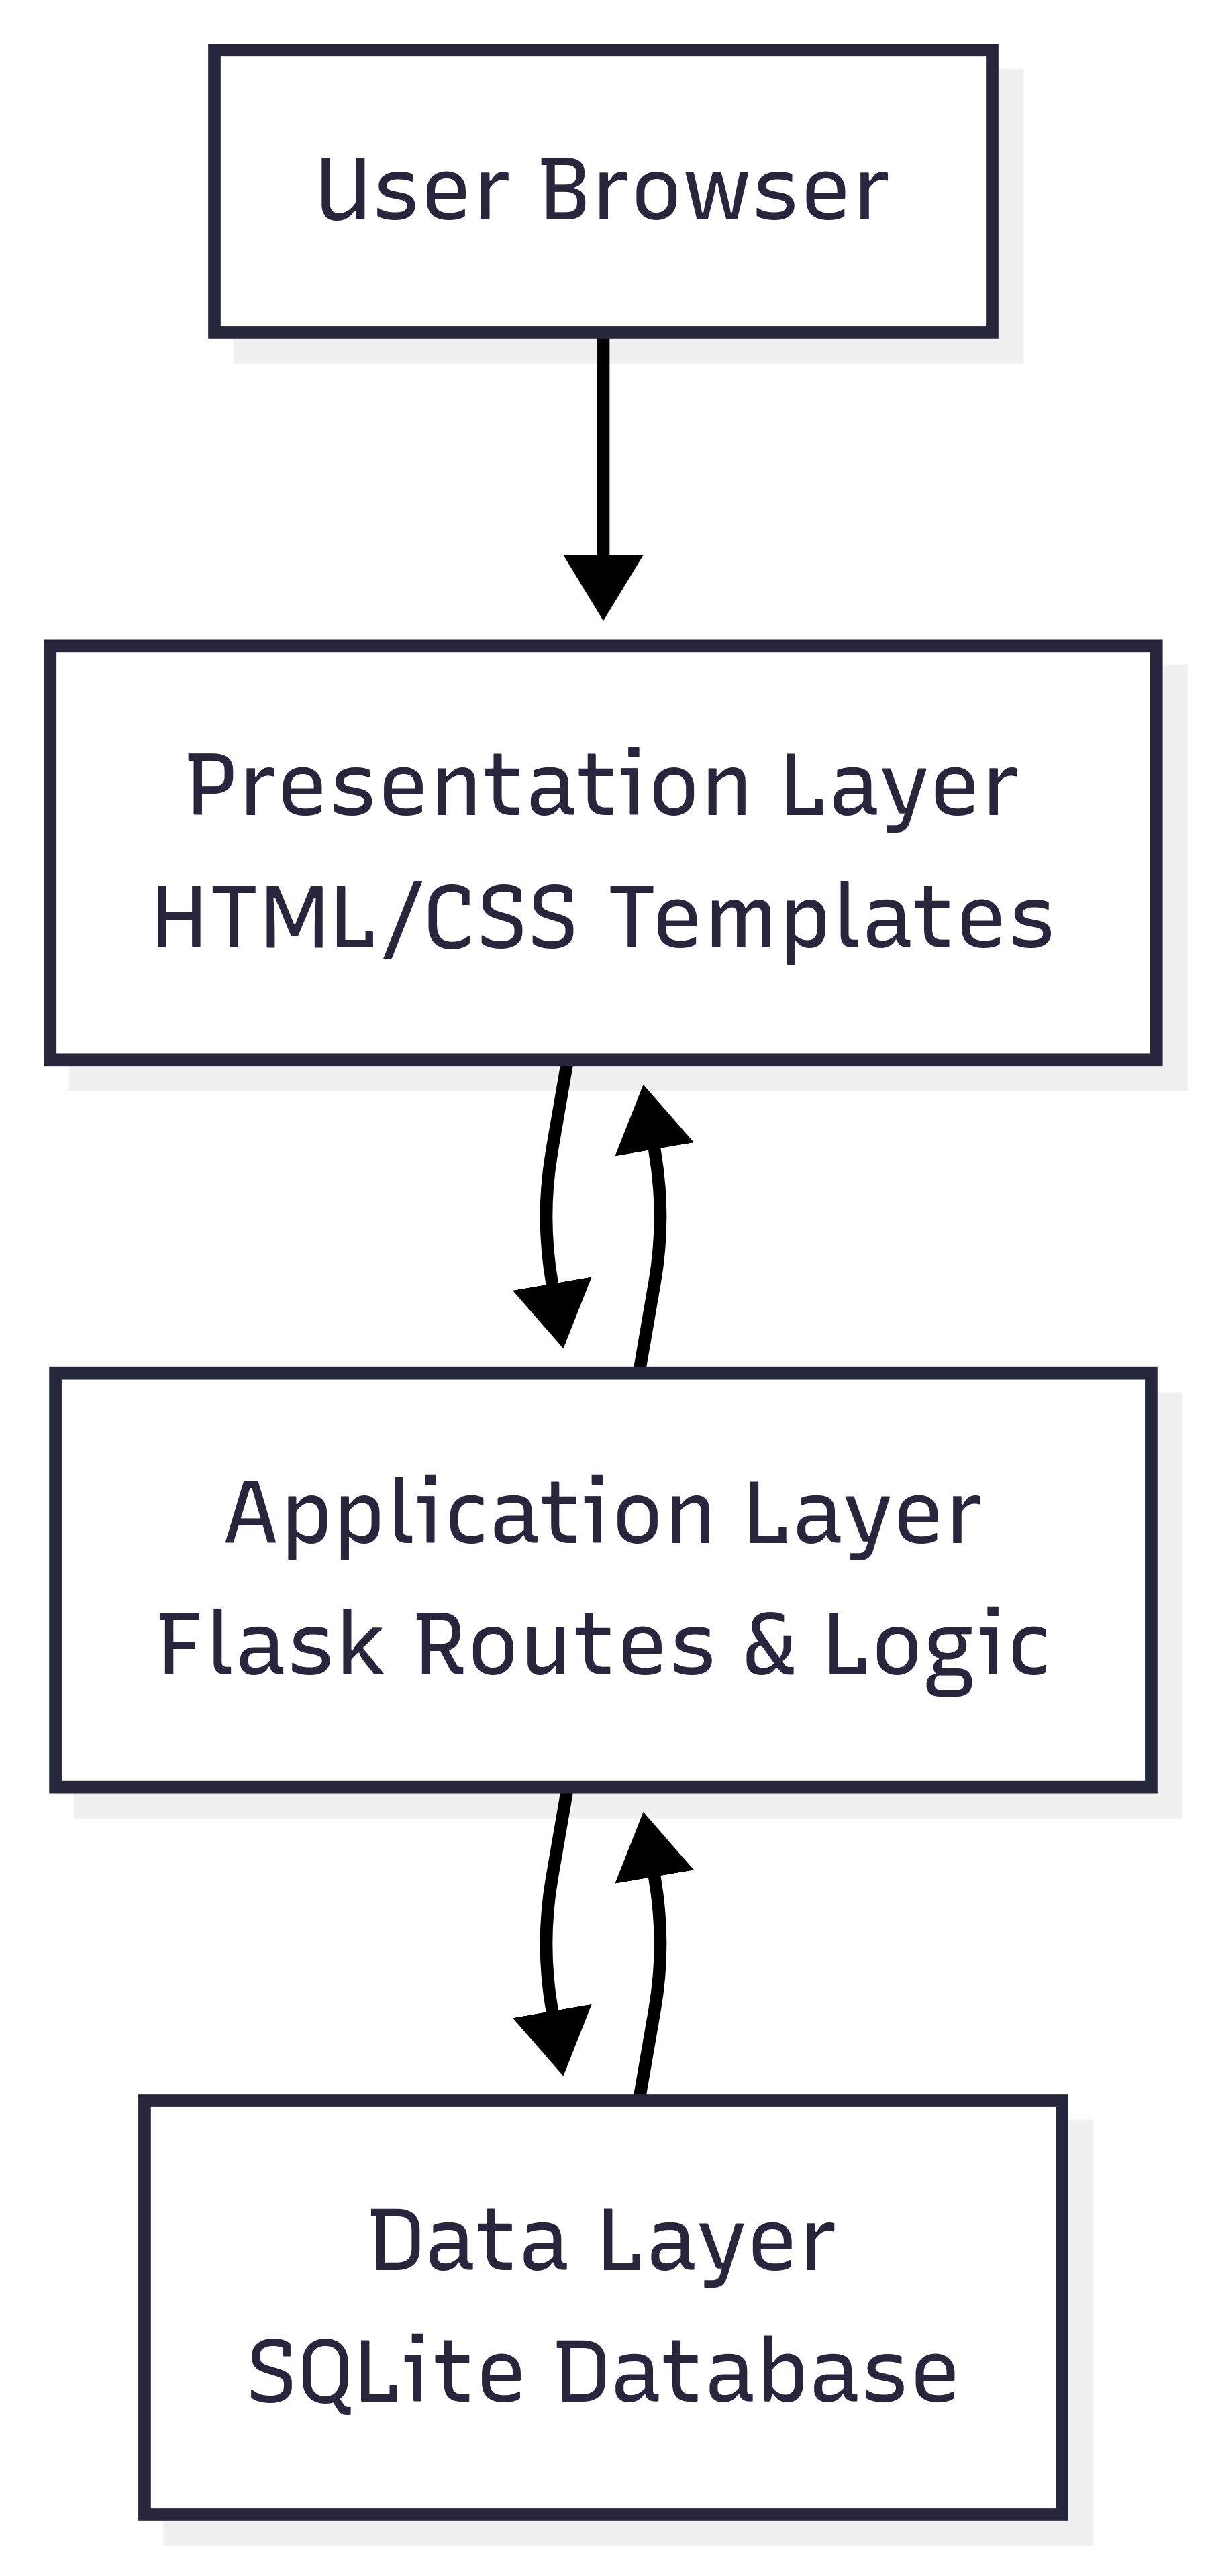 User Browser
Presentation Layer
HTML/CSS Templates
Application Layer
Flask Routes & Logic
Data Layer
SQLite Database